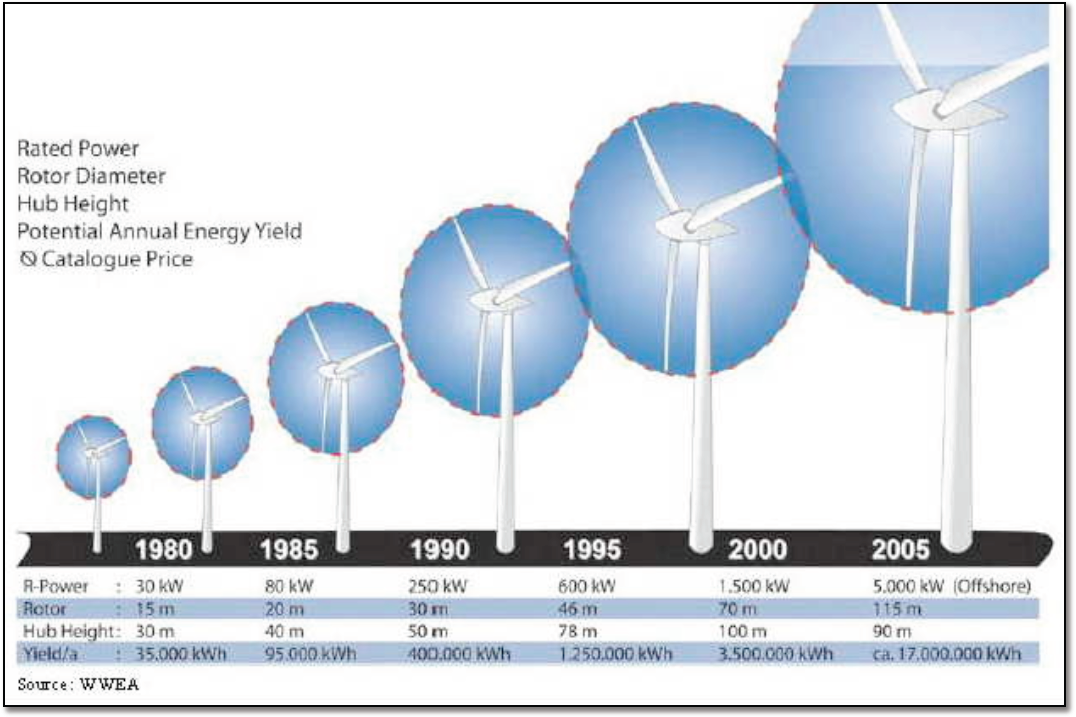 Rated Power
Rotor Diameter
Hub Height
Potential Annual Energy Yield
⦰ Catalogue Price
1980 1985 1990 1995 2000 2005
R-Power : 30 kW 80 kW 250 kW 600 kW 1.500 kW 5.000 kW (Offshore)
Rotor : 15 m 20 m 30 m 46 m 70 m 115 m
Hub Height: 30 m 40 m 50 m 78 m 100 m 90 m
Yield/a : 35.000 kWh 95.000 kWh 400.000 kWh 1.250.000 kWh 3.500.000 kWh ca. 17.000.000 kWh
Source: WWEA